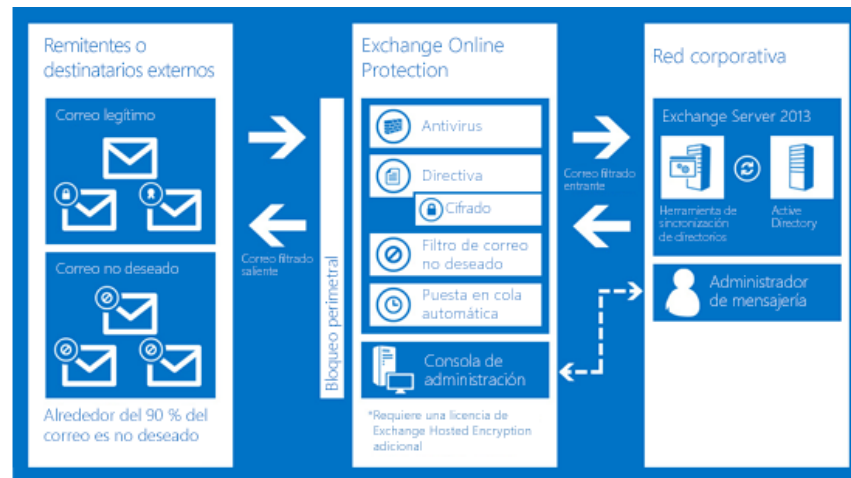 Remitentes o
destinatarios externos
Correo legítimo
Correo no deseado
Alrededor del 90 % del
correo es no deseado
Correo filtrado
saliente
Bloqueo perimetral
Exchange Online
Protection
Antivirus
Directiva
Cifrado
Filtro de correo
no deseado
Puesta en cola
automática
Consola de
administración
*Requiere una licencia de
Exchange Hosted Encryption
adicional
Correo filtrado
entrante
Red corporativa
Exchange Server 2013
Herramienta de
sincronización
de directorios
Active
Directory
Administrador
de mensajería